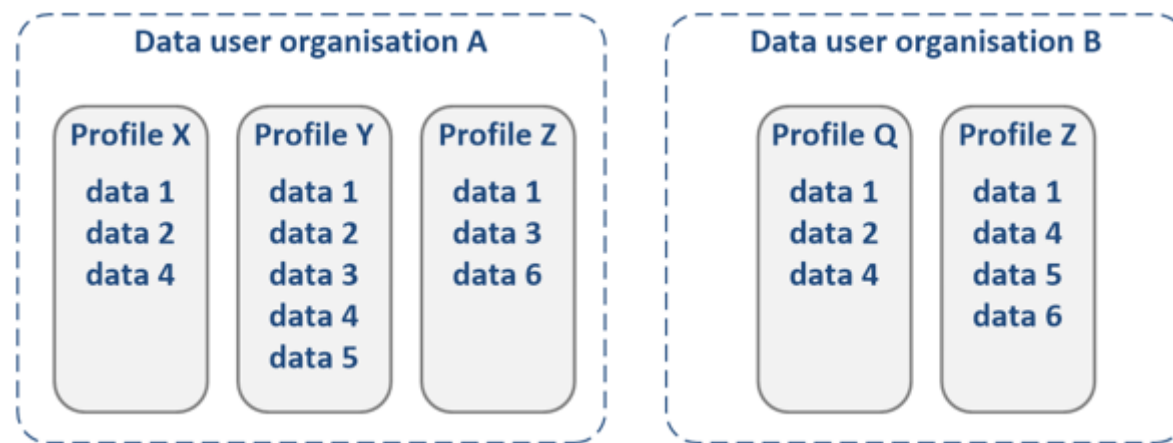 Data user organisation A
Profile X
data 1
data 2
data 4
Profile Y
data 1
data 2
data 3
data 4
data 5
Profile Z
data 1
data 3
data 6
Data user organisation B
Profile Q
data 1
data 2
data 4
Profile Z
data 1
data 4
data 5
data 6